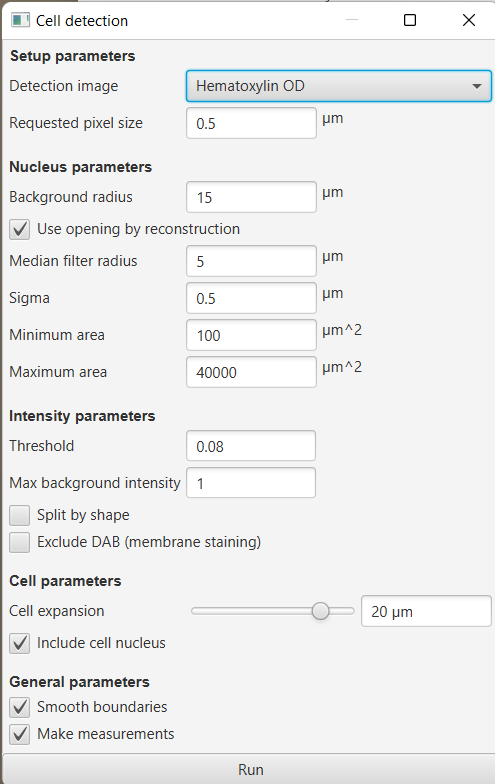 Cell detection
Setup parameters
Detection image Hematoxylin OD
Requested pixel size 0.5 µm
Nucleus parameters
Background radius 15 µm
Use opening by reconstruction
Median filter radius 5 µm
Sigma 0.5 µm
Minimum area 100 µm^2
Maximum area 40000 µm^2
Intensity parameters
Threshold 0.08
Max background intensity 1
Split by shape
Exclude DAB (membrane staining)
Cell parameters
Cell expansion 20 µm
Include cell nucleus
General parameters
Smooth boundaries
Make measurements
Run